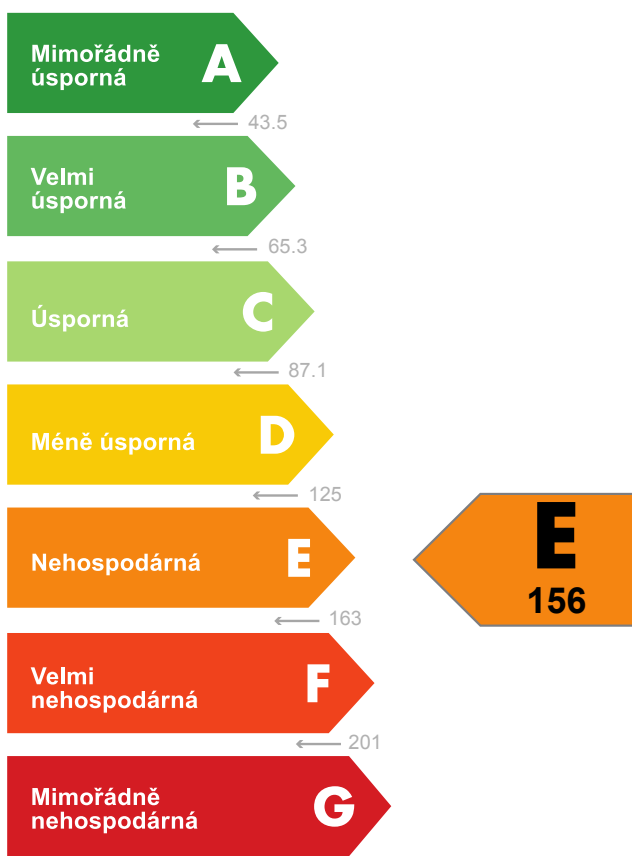 Mimořádně
úsporná
A
43.5
Velmi
úsporná
B
65.3
Úsporná
C
87.1
Méně úsporná
D
125
Nehospodárná
E
E
156
163
Velmi
nehospodárná
F
201
Mimořádně
nehospodárná
G